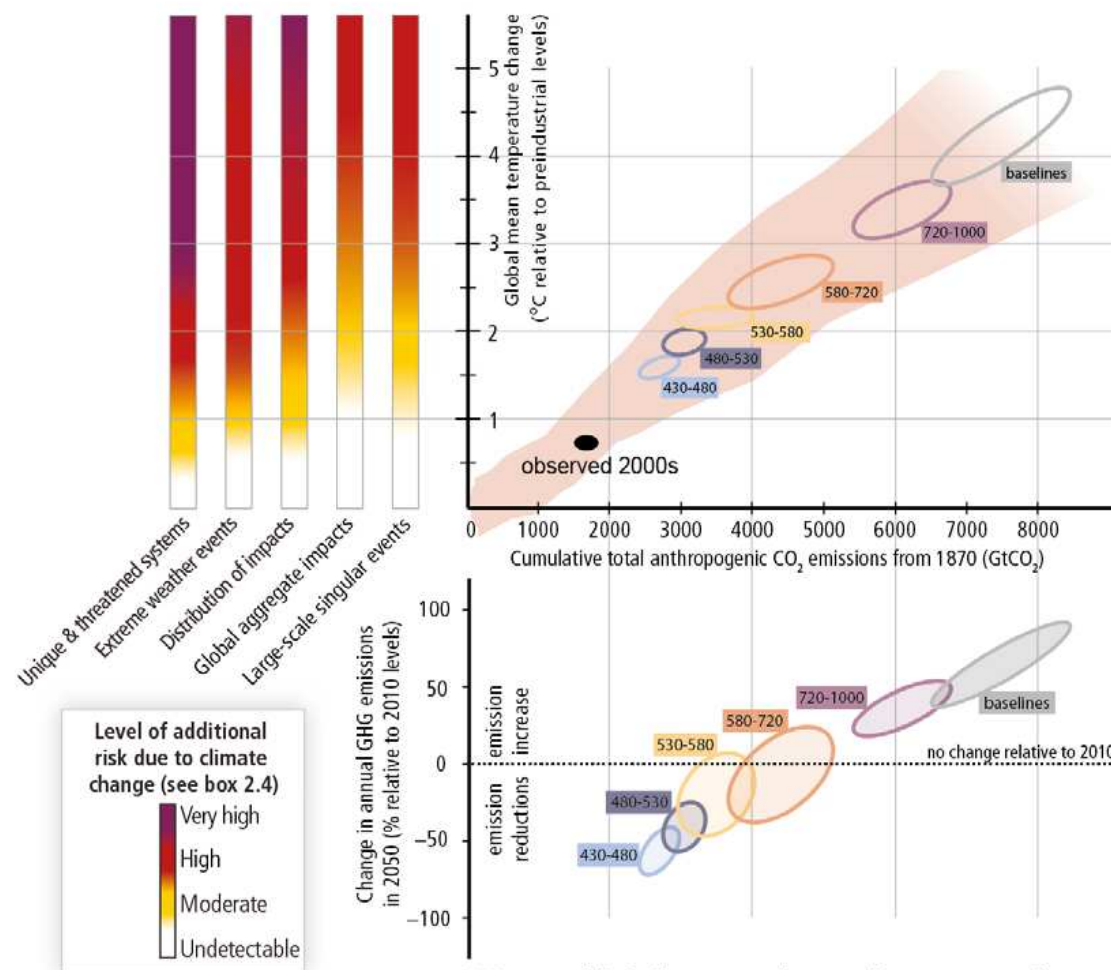 5
4
3
2
1
Global mean temperature change
(°C relative to preindustrial levels)
baselines
720-1000
580-720
530-580
480-530
430-480
observed 2000s
0 1000 2000 3000 4000 5000 6000 7000 8000
Cumulative total anthropogenic CO₂ emissions from 1870 (GtCO₂)
Unique & threatened systems
Extreme weather events
Distribution of impacts
Global aggregate impacts
Large-scale singular events
Level of additional
risk due to climate
change (see box 2.4)
Very high
High
Moderate
Undetectable
Change in annual GHG emissions
in 2050 (% relative to 2010 levels)
100
50
0
−50
−100
emission
increase
emission
reductions
720-1000
baselines
580-720
530-580
no change relative to 2010
480-530
430-480